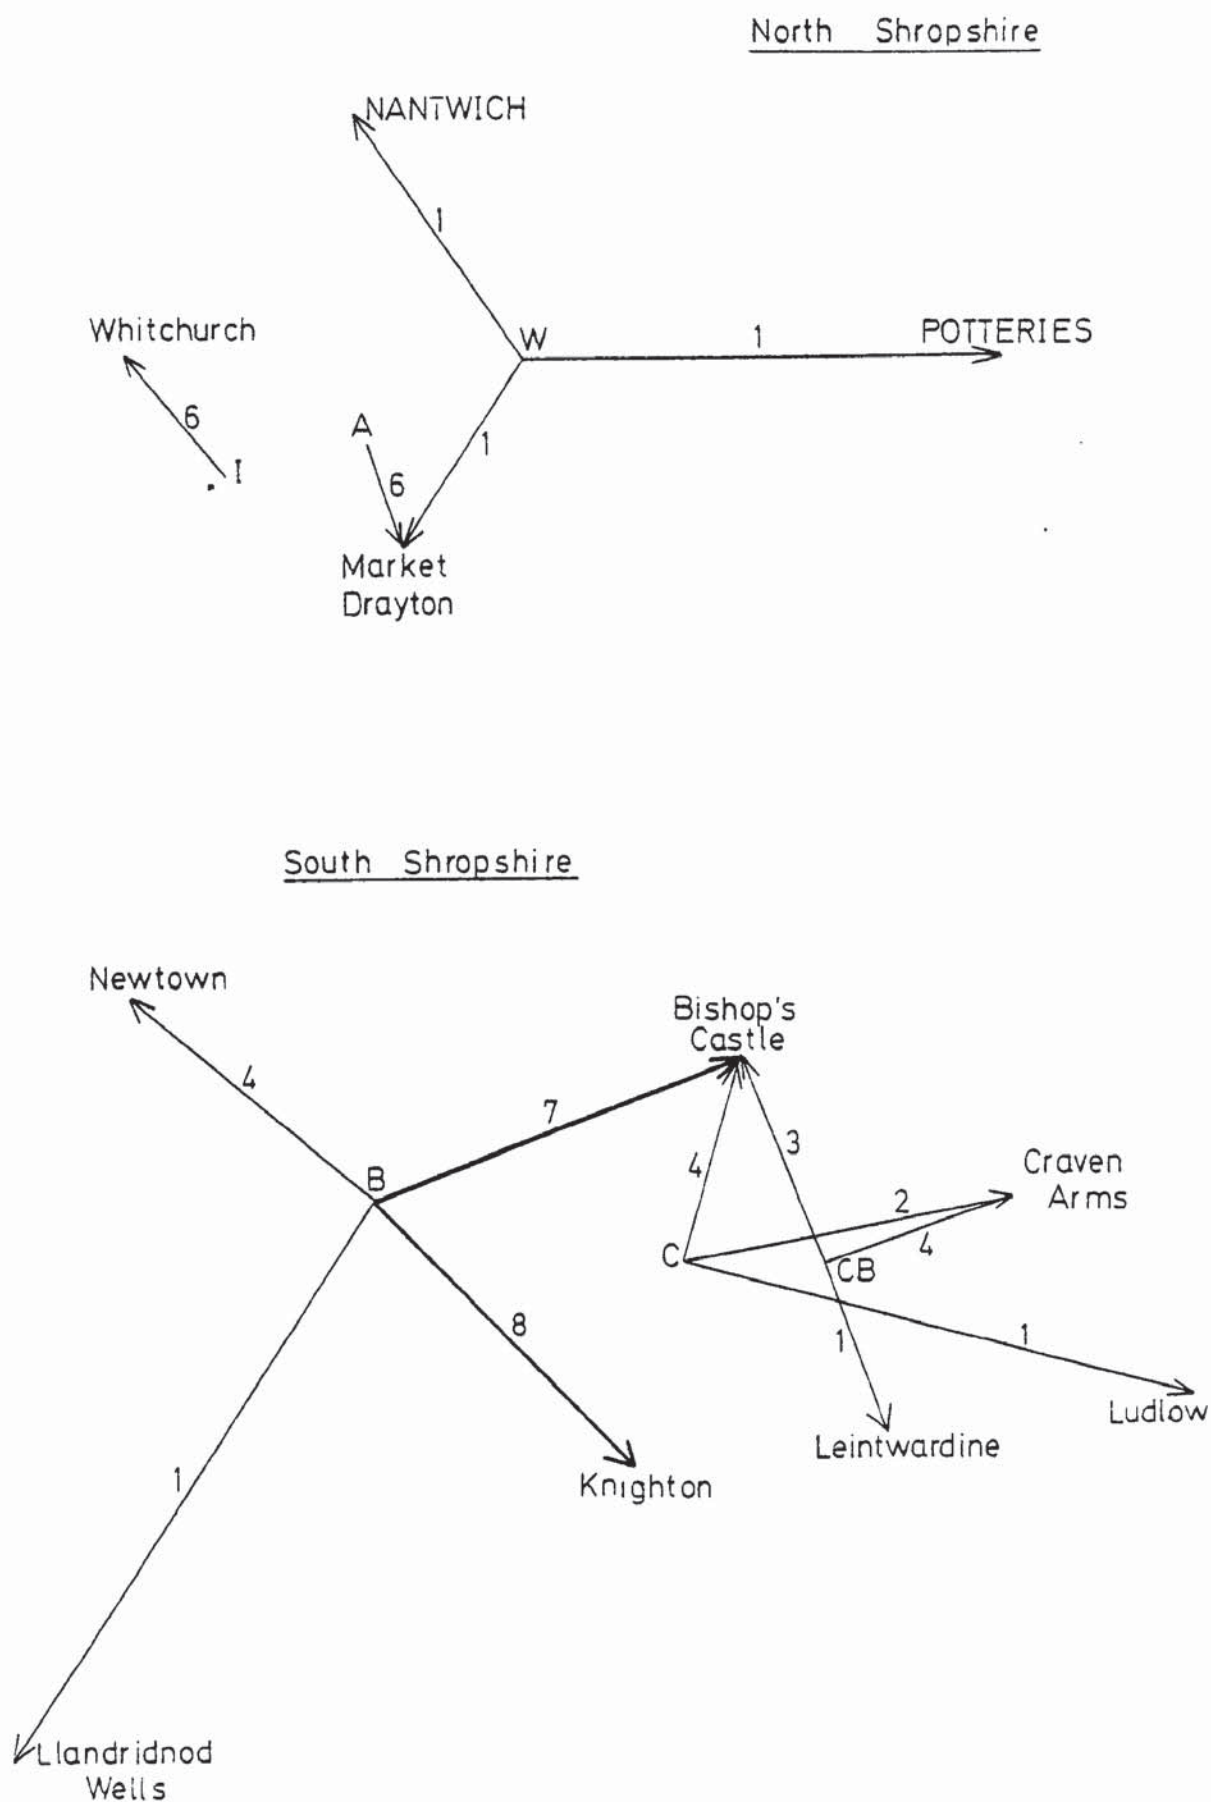 North Shropshire
NANTWICH
1
Whitchurch
W
1
POTTERIES
6
A
1
I
6
Market
Drayton
South Shropshire
Newtown
Bishop's
Castle
4
7
3
B
4
Craven
Arms
2
C
4
CB
8
1
1
Ludlow
Leintwardine
1
Knighton
Llandridnod
Wells